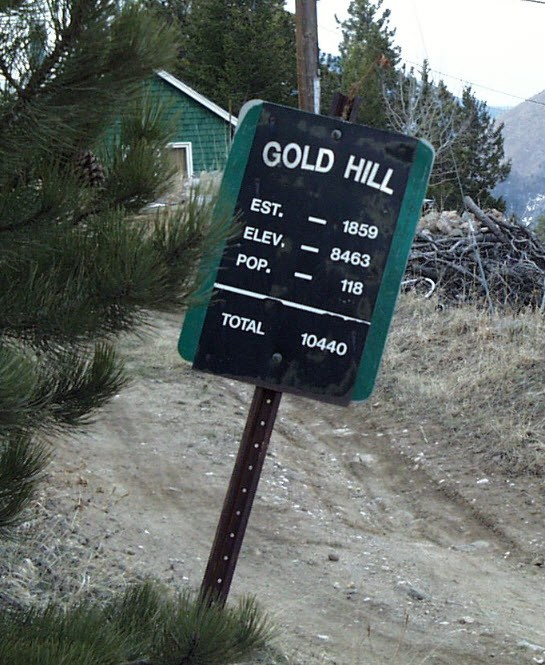 GOLD HILL
EST. — 1859
ELEV. — 8463
POP. — 118
TOTAL 10440